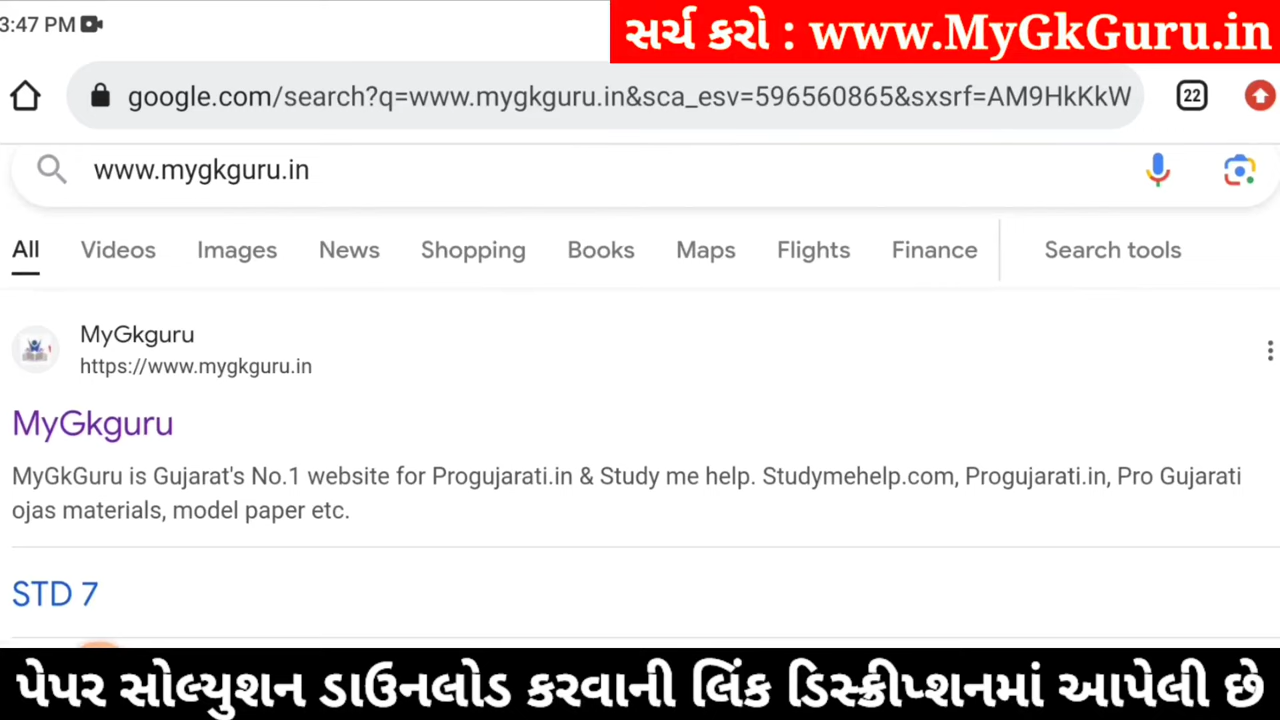 3:47 PM
સર્ચ કરો : www.MyGkGuru.in
google.com/search?q=www.mygkguru.in&sca_esv=596560865&sxsrf=AM9HkKkW
22
www.mygkguru.in
All Videos Images News Shopping Books Maps Flights Finance Search tools
MyGkguru
https://www.mygkguru.in
MyGkguru
MyGkGuru is Gujarat's No.1 website for Progujarati.in & Study me help. Studymehelp.com, Progujarati.in, Pro Gujarati
ojas materials, model paper etc.
STD 7
પેપર સોલ્યુશન ડાઉનલોડ કરવાની લિંક ડિસ્ક્રીપ્શનમાં આપેલી છે